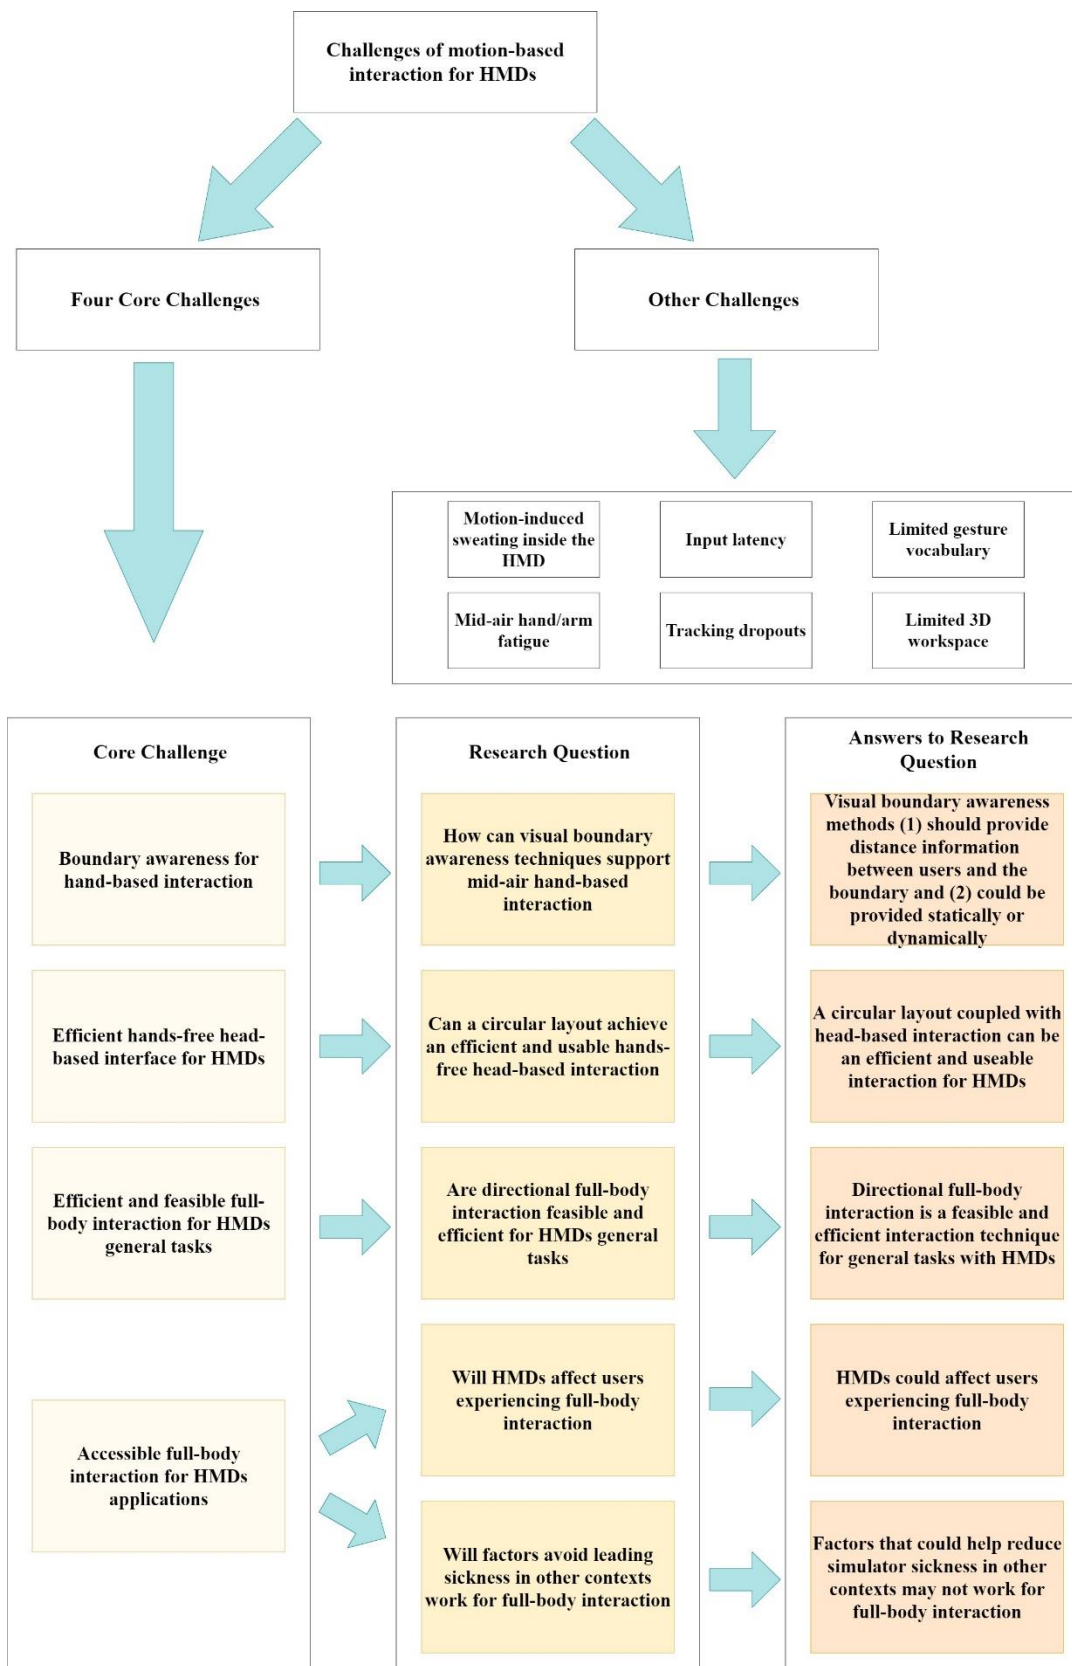 Challenges of motion-based
interaction for HMDs
Four Core Challenges
Other Challenges
Motion-induced
sweating inside the
HMD
Input latency
Limited gesture
vocabulary
Mid-air hand/arm
fatigue
Tracking dropouts
Limited 3D
workspace
Core Challenge
Research Question
Answers to Research
Question
Boundary awareness for
hand-based interaction
How can visual boundary
awareness techniques support
mid-air hand-based
interaction
Visual boundary awareness
methods (1) should provide
distance information
between users and the
boundary and (2) could be
provided statically or
dynamically
Efficient hands-free head-
based interface for HMDs
Can a circular layout achieve
an efficient and usable hands-
free head-based interaction
A circular layout coupled with
head-based interaction can be
an efficient and useable
interaction for HMDs
Efficient and feasible full-
body interaction for HMDs
general tasks
Are directional full-body
interaction feasible and
efficient for HMDs general
tasks
Directional full-body
interaction is a feasible and
efficient interaction technique
for general tasks with HMDs
Accessible full-body
interaction for HMDs
applications
Will HMDs affect users
experiencing full-body
interaction
HMDs could affect users
experiencing full-body
interaction
Will factors avoid leading
sickness in other contexts
work for full-body interaction
Factors that could help reduce
simulator sickness in other
contexts may not work for
full-body interaction